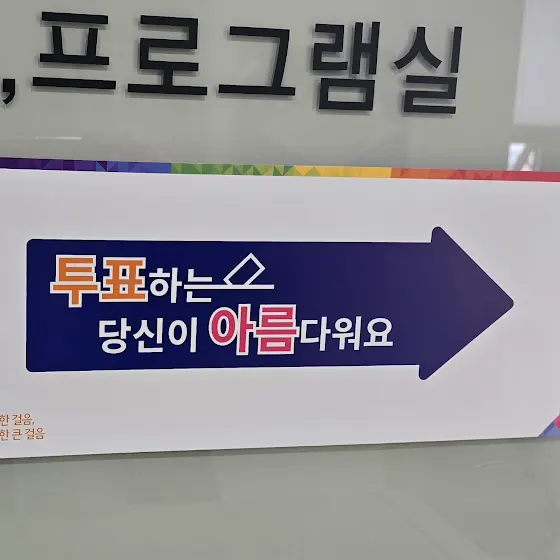 ,프로그램실
투표하는
당신이 아름다워요
한 걸음,
한 큰 걸음